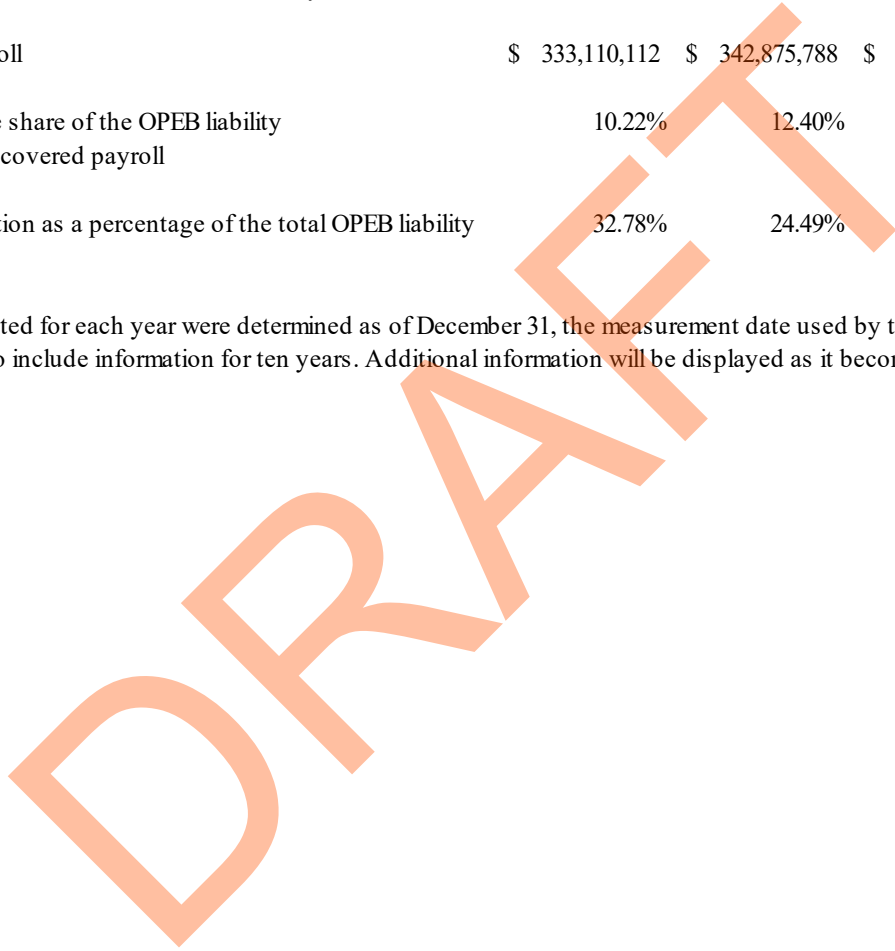 oll $ 333,110,112 $ 342,875,788 $
share of the OPEB liability 10.22% 12.40%
covered payroll
tion as a percentage of the total OPEB liability 32.78% 24.49%
ted for each year were determined as of December 31, the measurement date used by t
o include information for ten years. Additional information will be displayed as it becom
DRAFT